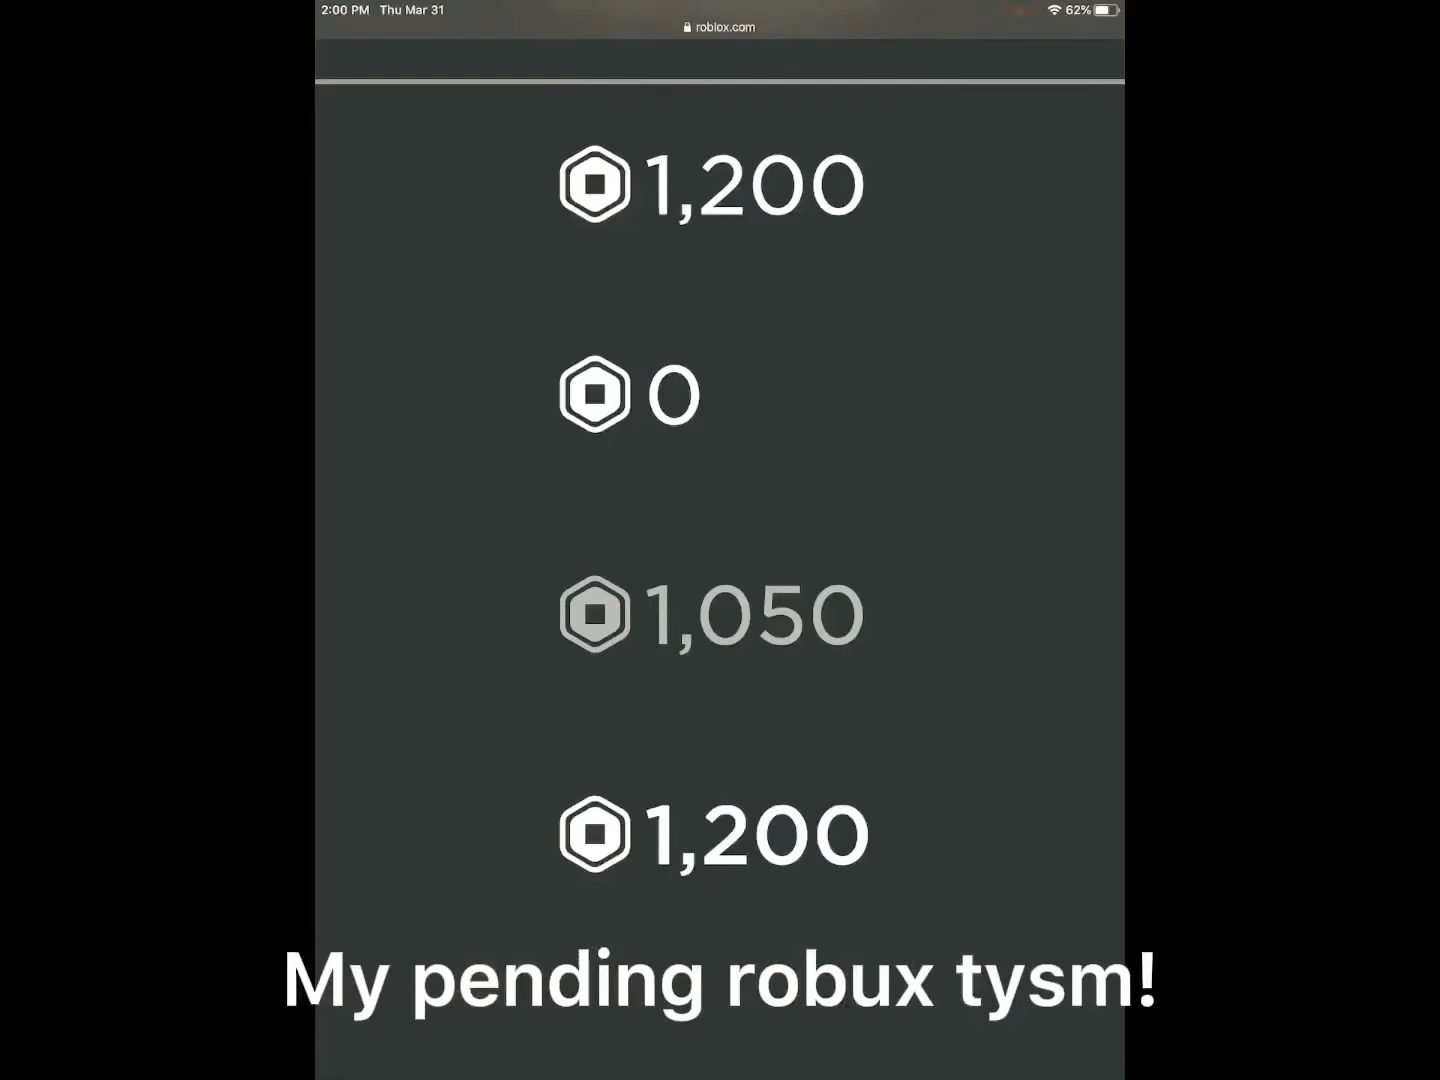 2:00 PM Thu Mar 31 62%
roblox.com
1,200
0
1,050
1,200
My pending robux tysm!